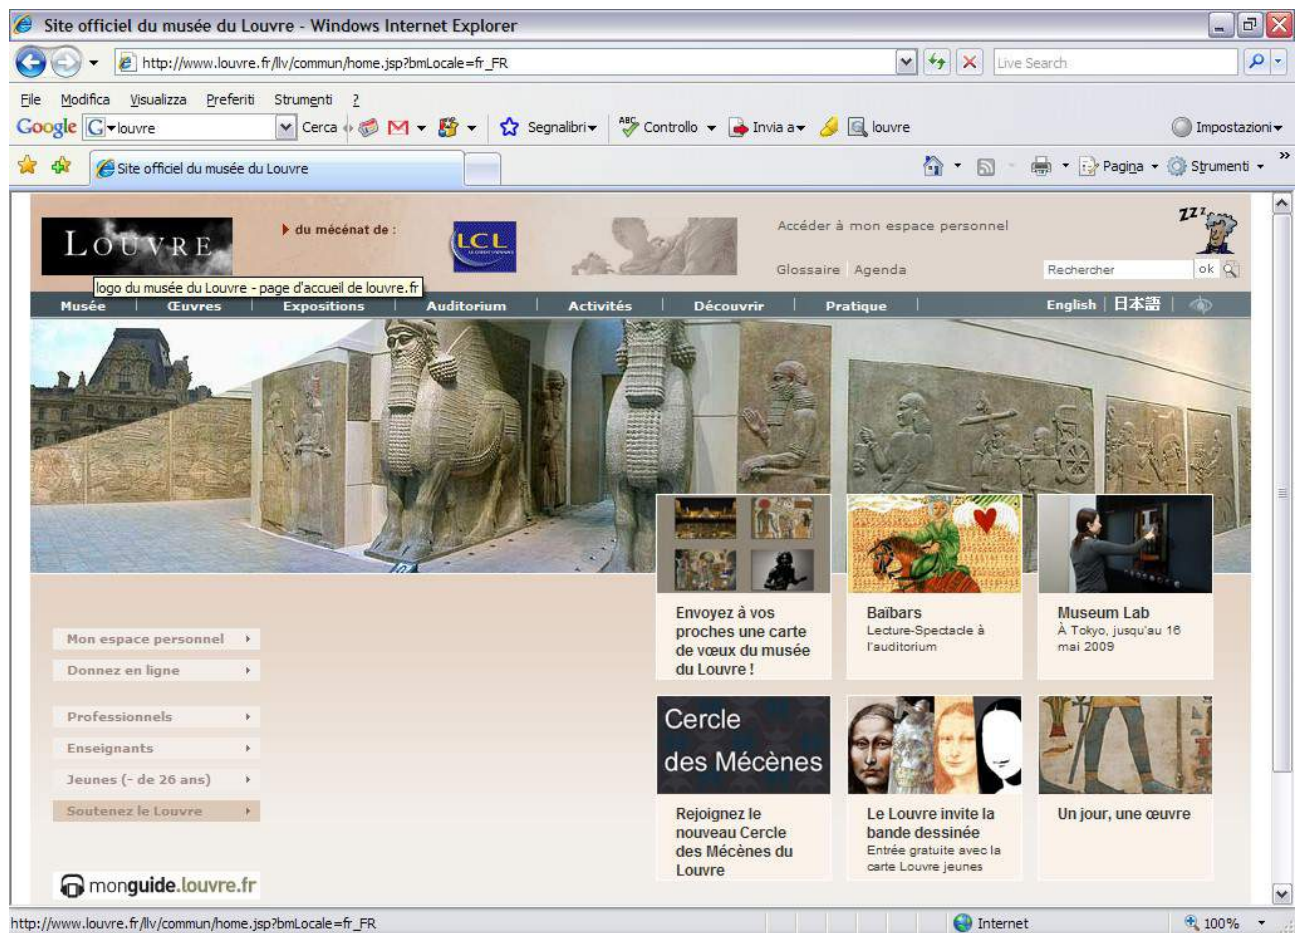 Site officiel du musée du Louvre - Windows Internet Explorer
http://www.louvre.fr/llv/commun/home.jsp?bmLocale=fr_FR
Live Search
File Modifica Visualizza Preferiti Strumenti ?
Google G louvre Cerca Segnalibri ABC Controllo Invia a louvre Impostazioni
Site officiel du musée du Louvre
Pagina Strumenti »
LOUVRE
du mécénat de :
LCL
Accéder à mon espace personnel
zzz
Glossaire Agenda
Rechercher ok
logo du musée du Louvre - page d'accueil de louvre.fr
Musée Œuvres Expositions Auditorium Activités Découvrir Pratique English 日本語
Envoyez à vos
proches une carte
de vœux du musée
du Louvre !
Baïbars
Lecture-Spectacle à
l'auditorium
Museum Lab
À Tokyo, jusqu'au 16
mai 2009
Mon espace personnel
Donnez en ligne
Professionnels
Enseignants
Jeunes (- de 26 ans)
Soutenez le Louvre
Cercle
des Mécènes
Rejoignez le
nouveau Cercle
des Mécènes du
Louvre
Le Louvre invite la
bande dessinée
Entrée gratuite avec la
carte Louvre jeunes
Un jour, une œuvre
monguide.louvre.fr
http://www.louvre.fr/llv/commun/home.jsp?bmLocale=fr_FR
Internet
100%